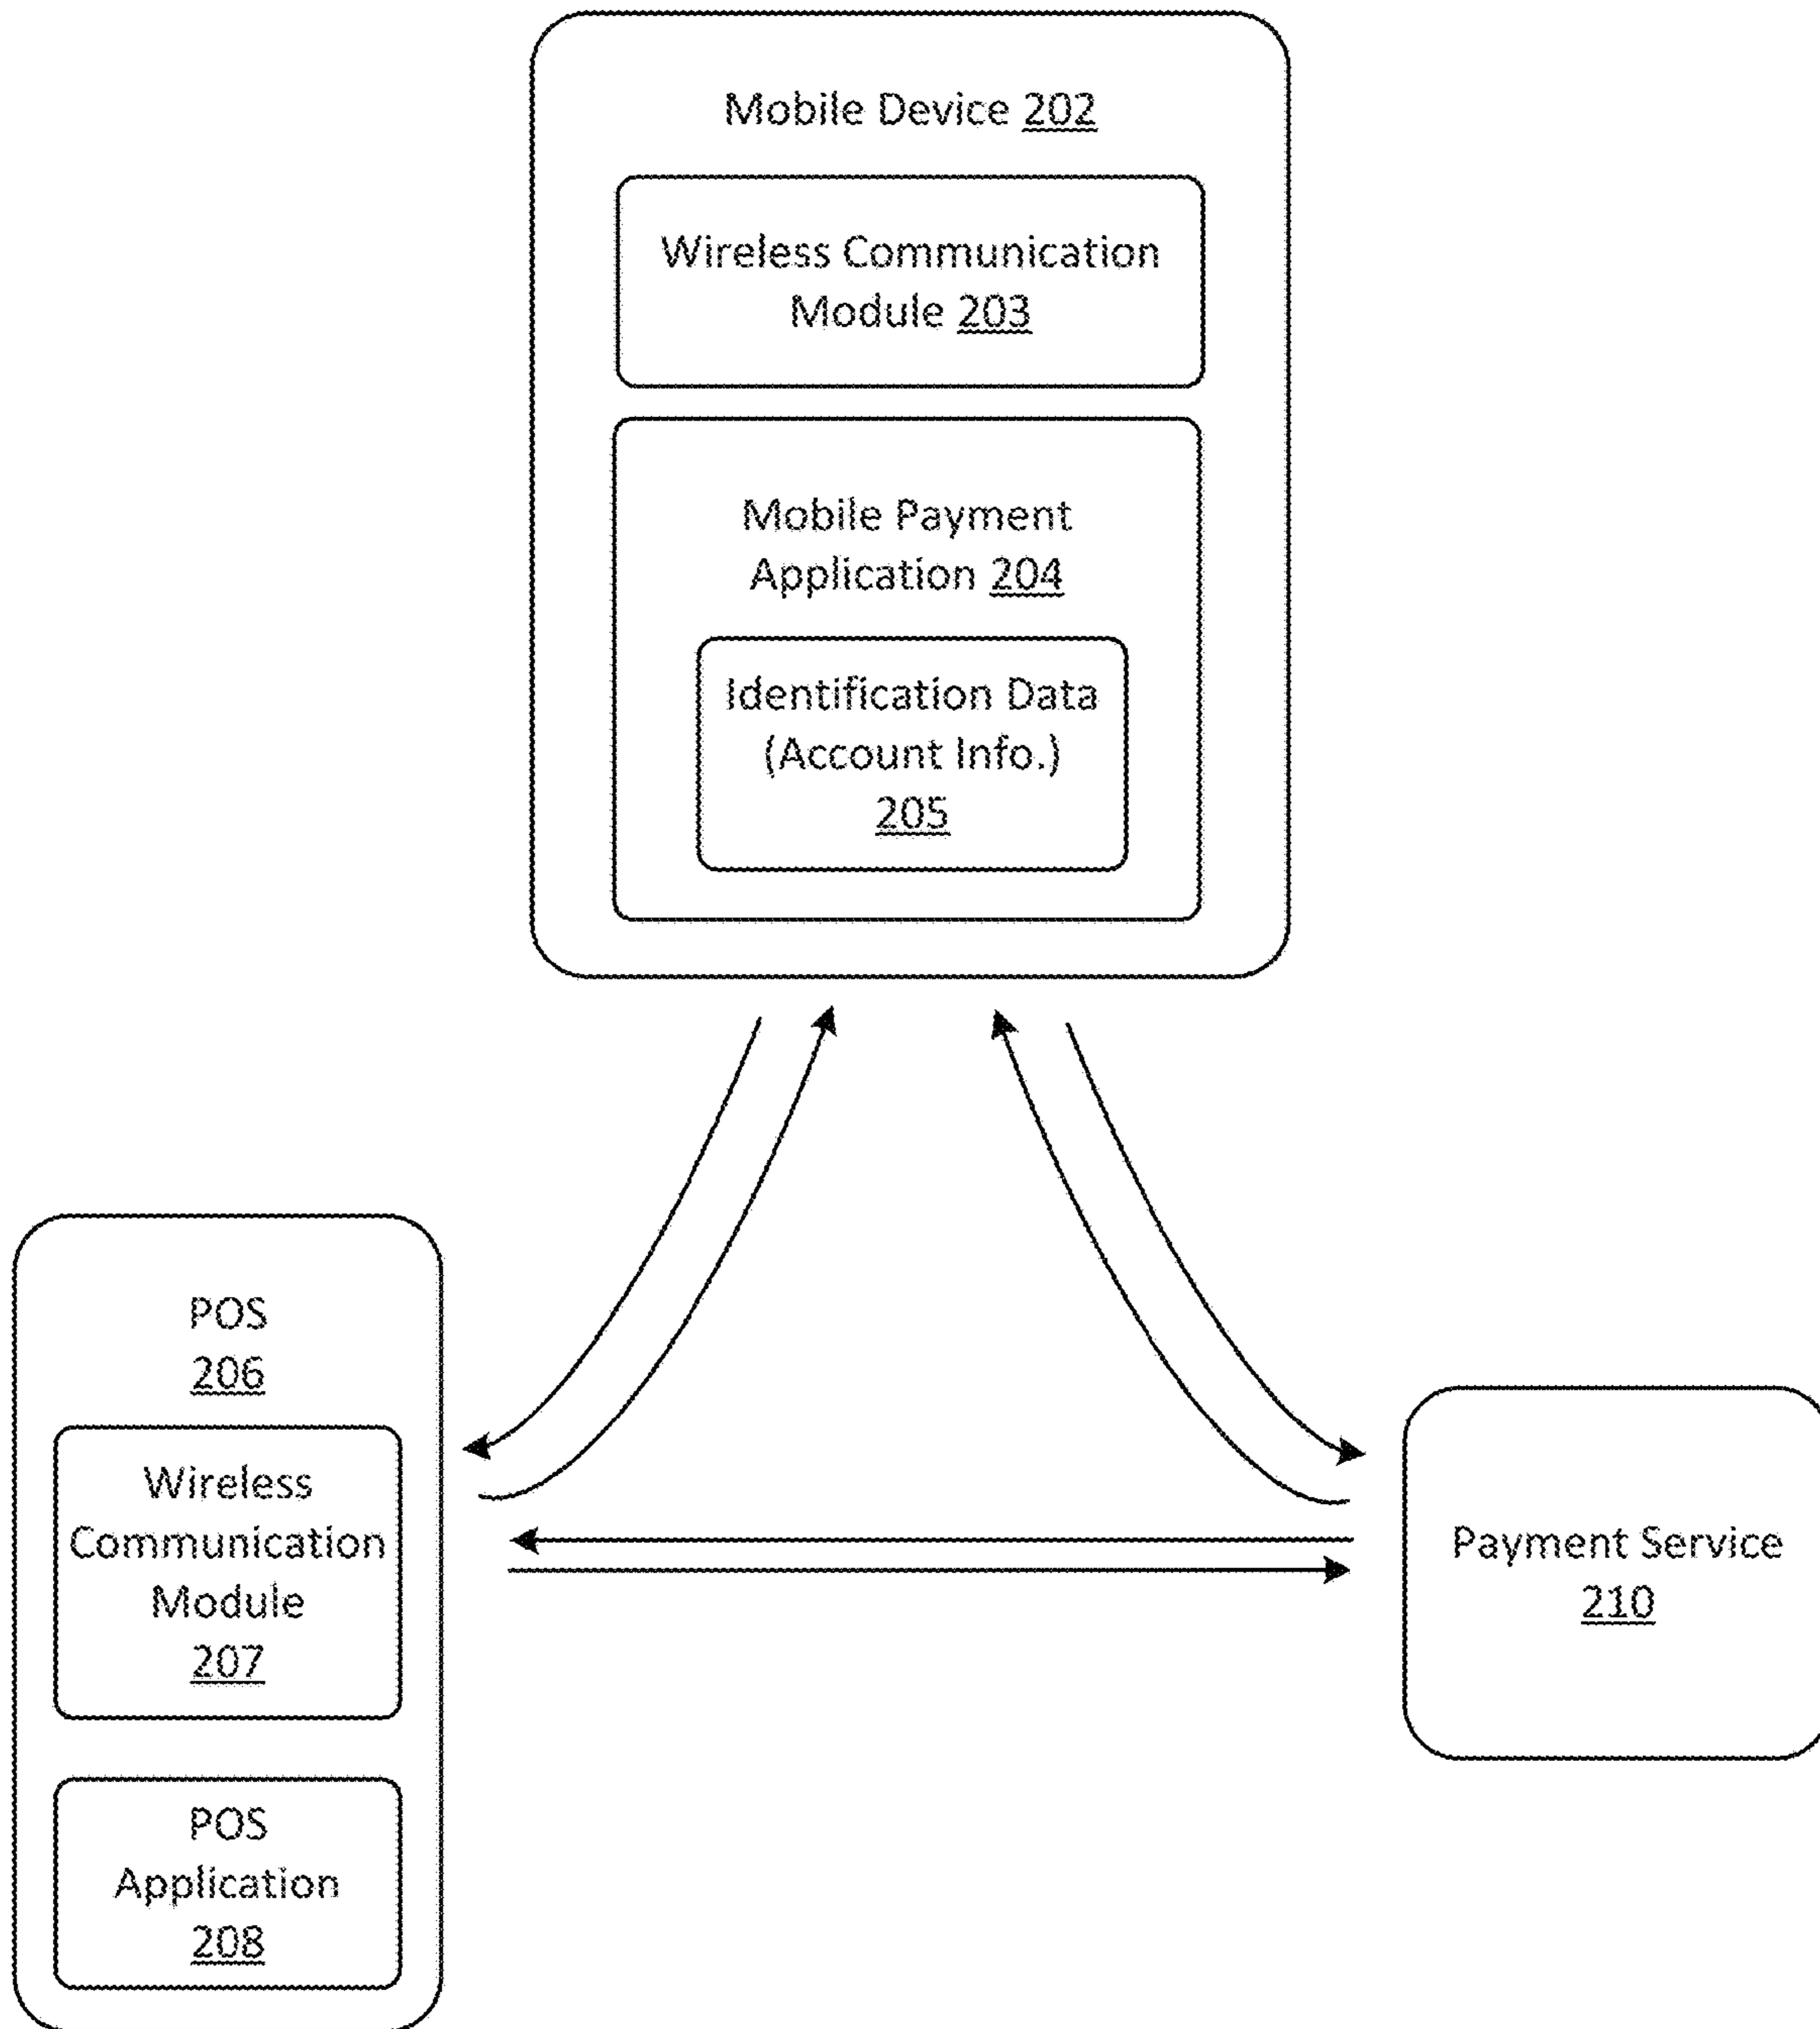 Mobile Device 202
Wireless Communication
Module 203
Mobile Payment
Application 204
Identification Data
(Account Info.)
205
POS
206
Wireless
Communication
Module
207
POS
Application
208
Payment Service
210